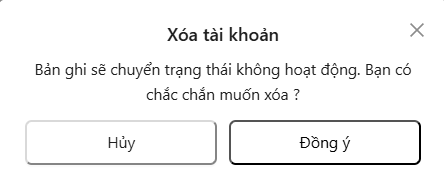 Xóa tài khoản
Bản ghi sẽ chuyển trạng thái không hoạt động. Bạn có
chắc chắn muốn xóa ?
Hủy
Đồng ý